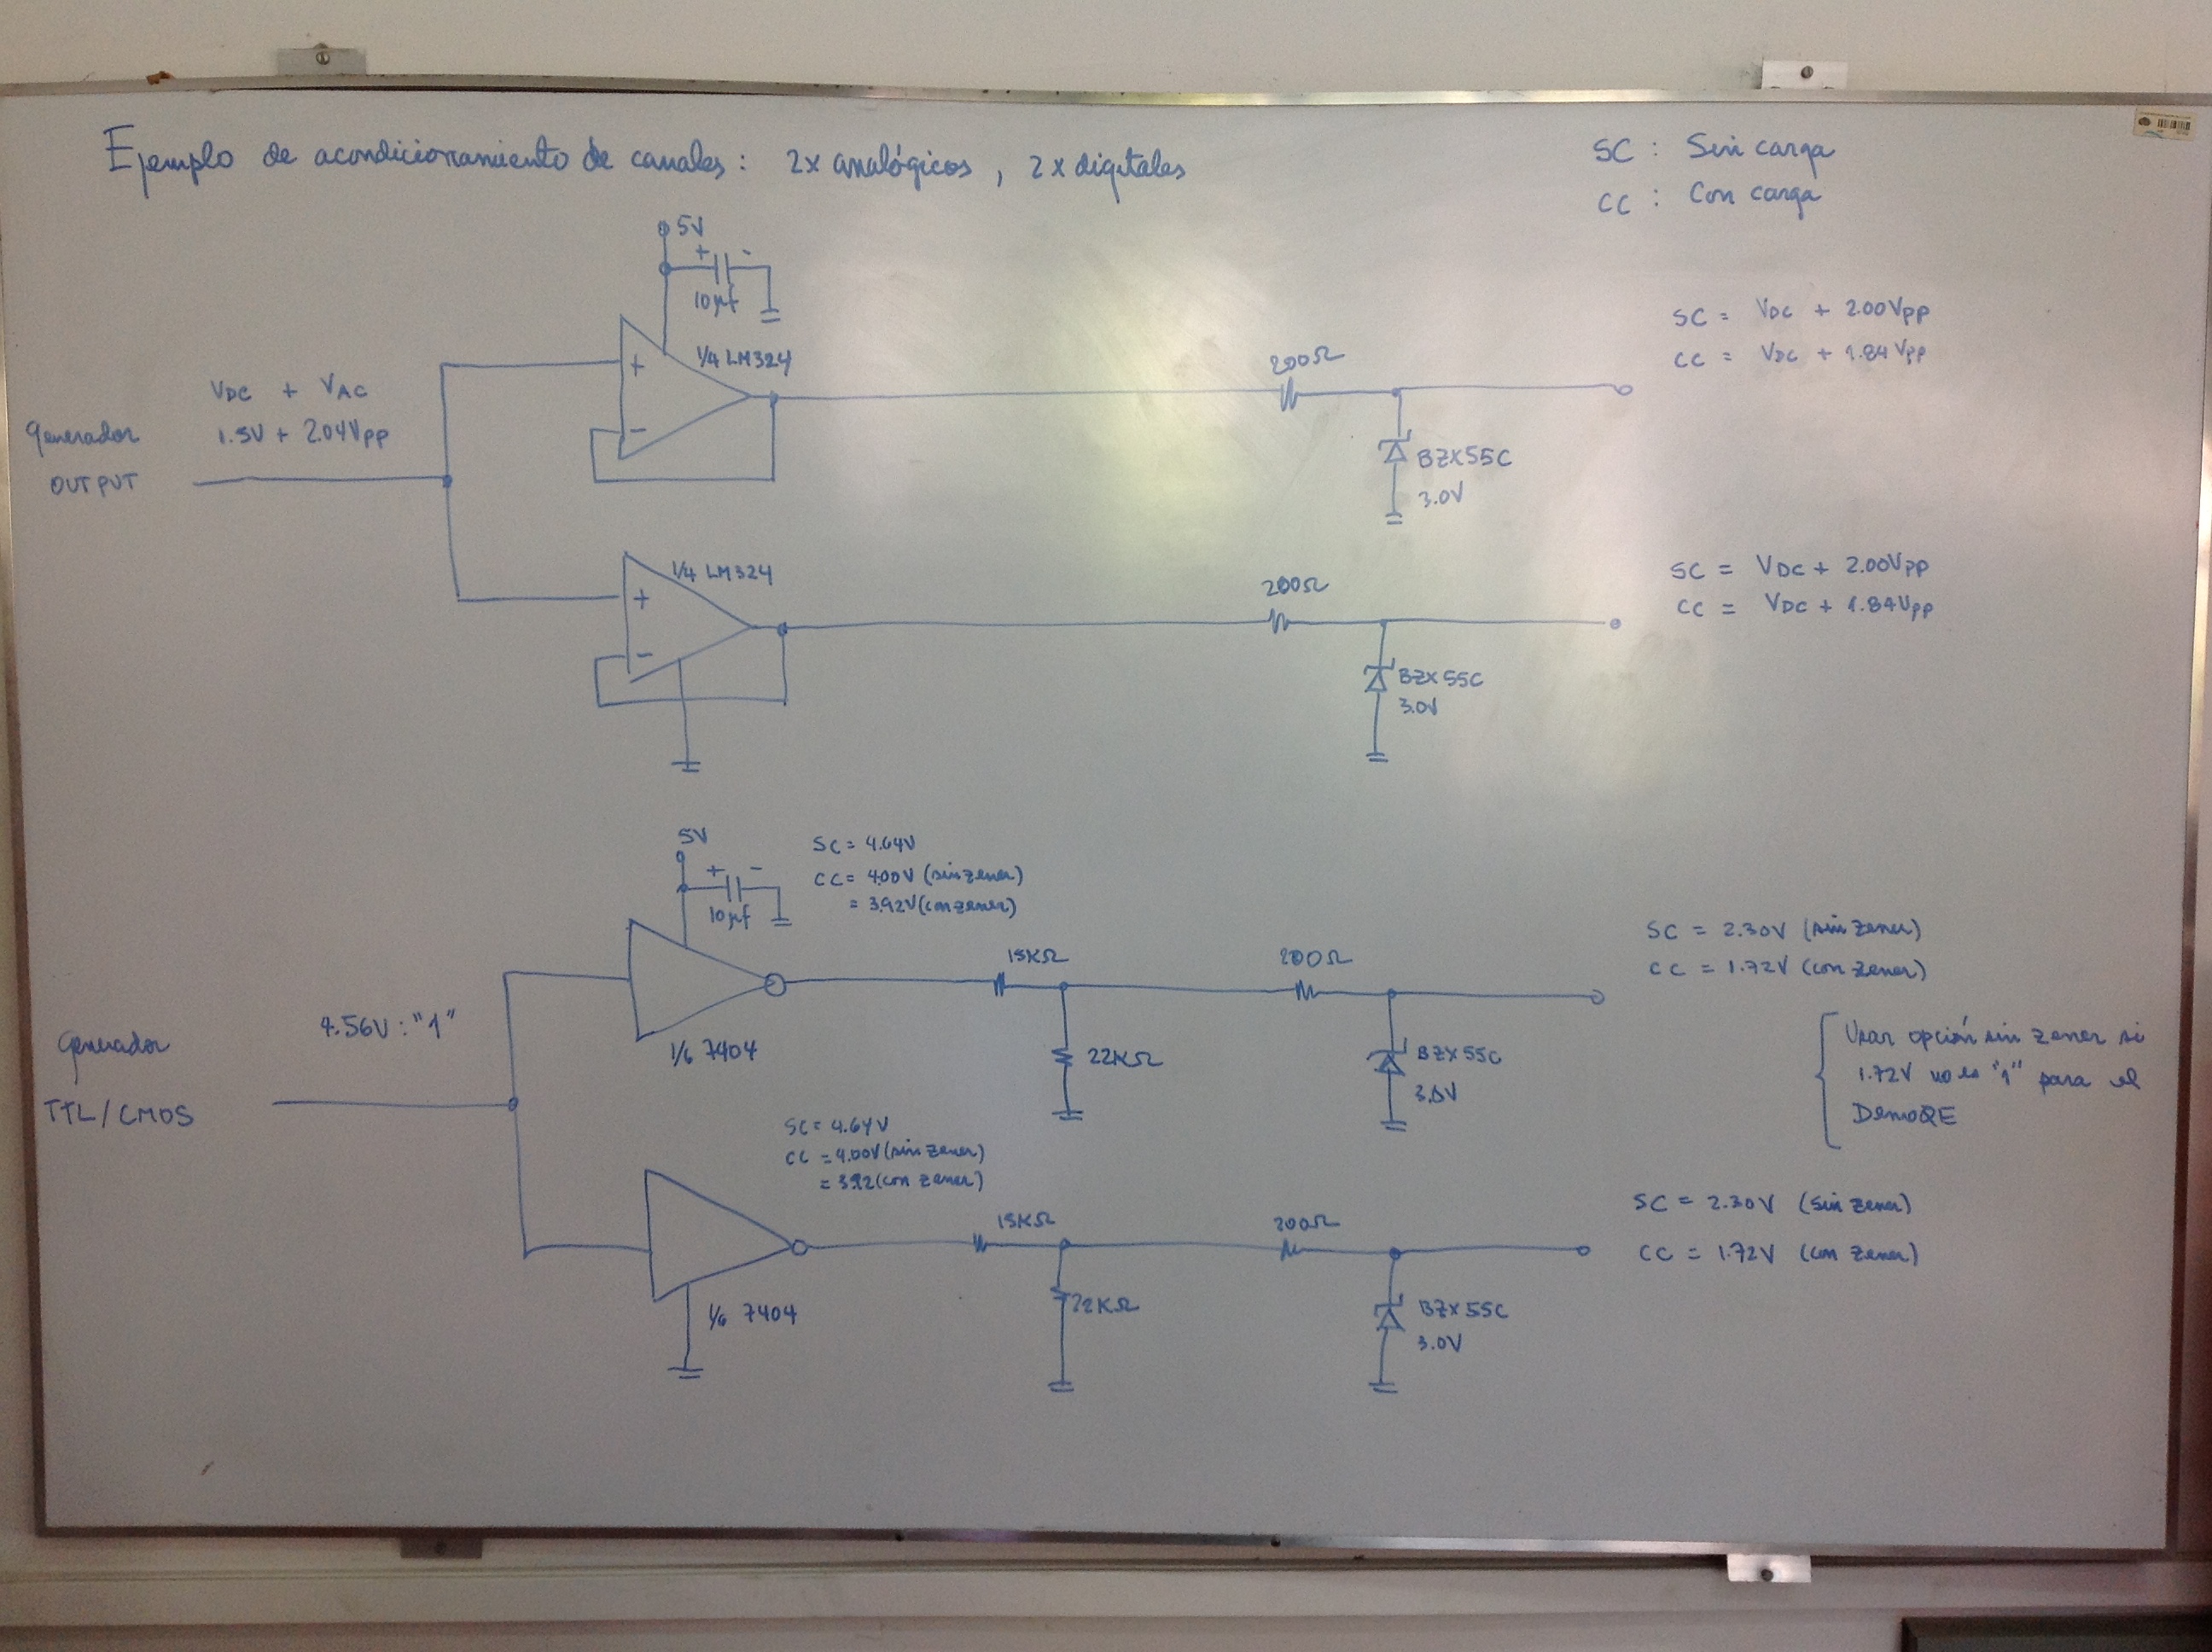 Ejemplo de acondicionamiento de canales: 2x analógicos, 2x digitales
SC : Sin carga
CC : Con carga
5V
+ -
10µf
1/4 LM324
+
-
VDC + VAC
1.5V + 2.04Vpp
Generador
OUTPUT
200Ω
BZX55C
3.0V
SC = VDC + 2.00Vpp
CC = VDC + 1.84Vpp
1/4 LM324
+
-
200Ω
BZX55C
3.0V
SC = VDC + 2.00Vpp
CC = VDC + 1.84Vpp
5V
+ -
10µf
SC = 4.64V
CC = 4.00V (sin zener)
= 3.92V (con zener)
1/6 7404
15KΩ
22KΩ
200Ω
BZX55C
3.0V
SC = 2.30V (sin zener)
CC = 1.72V (con zener)
Usar opción sin zener si
1.72V no es "1" para el
DemoQE
4.56V : "1"
Generador
TTL/CMOS
SC = 4.64V
CC = 4.00V (sin zener)
= 3.92 (con zener)
1/6 7404
15KΩ
22KΩ
200Ω
BZX55C
3.0V
SC = 2.30V (sin zener)
CC = 1.72V (con zener)